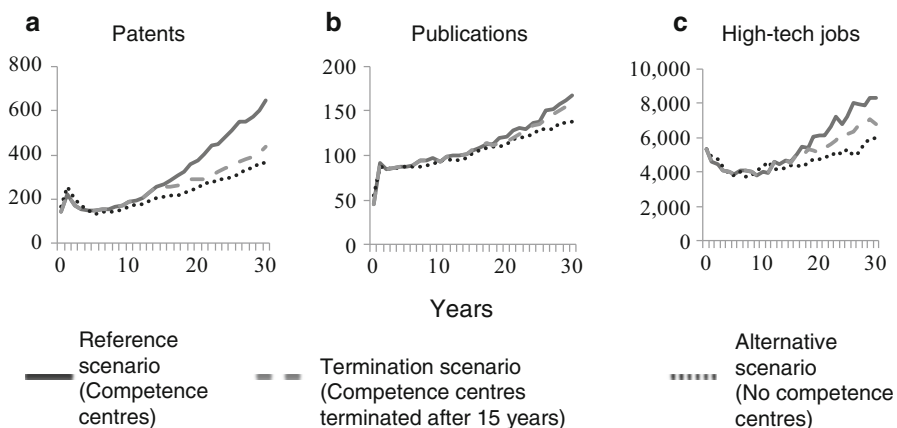 a
Patents
800
600
400
200
0
0 10 20 30
b
Publications
200
150
100
50
0
0 10 20 30
c
High-tech jobs
10,000
8,000
6,000
4,000
2,000
0
0 10 20 30
Years
Reference
scenario
(Competence
centres)
Termination scenario
(Competence centres
terminated after 15 years)
Alternative
scenario
(No competence
centres)